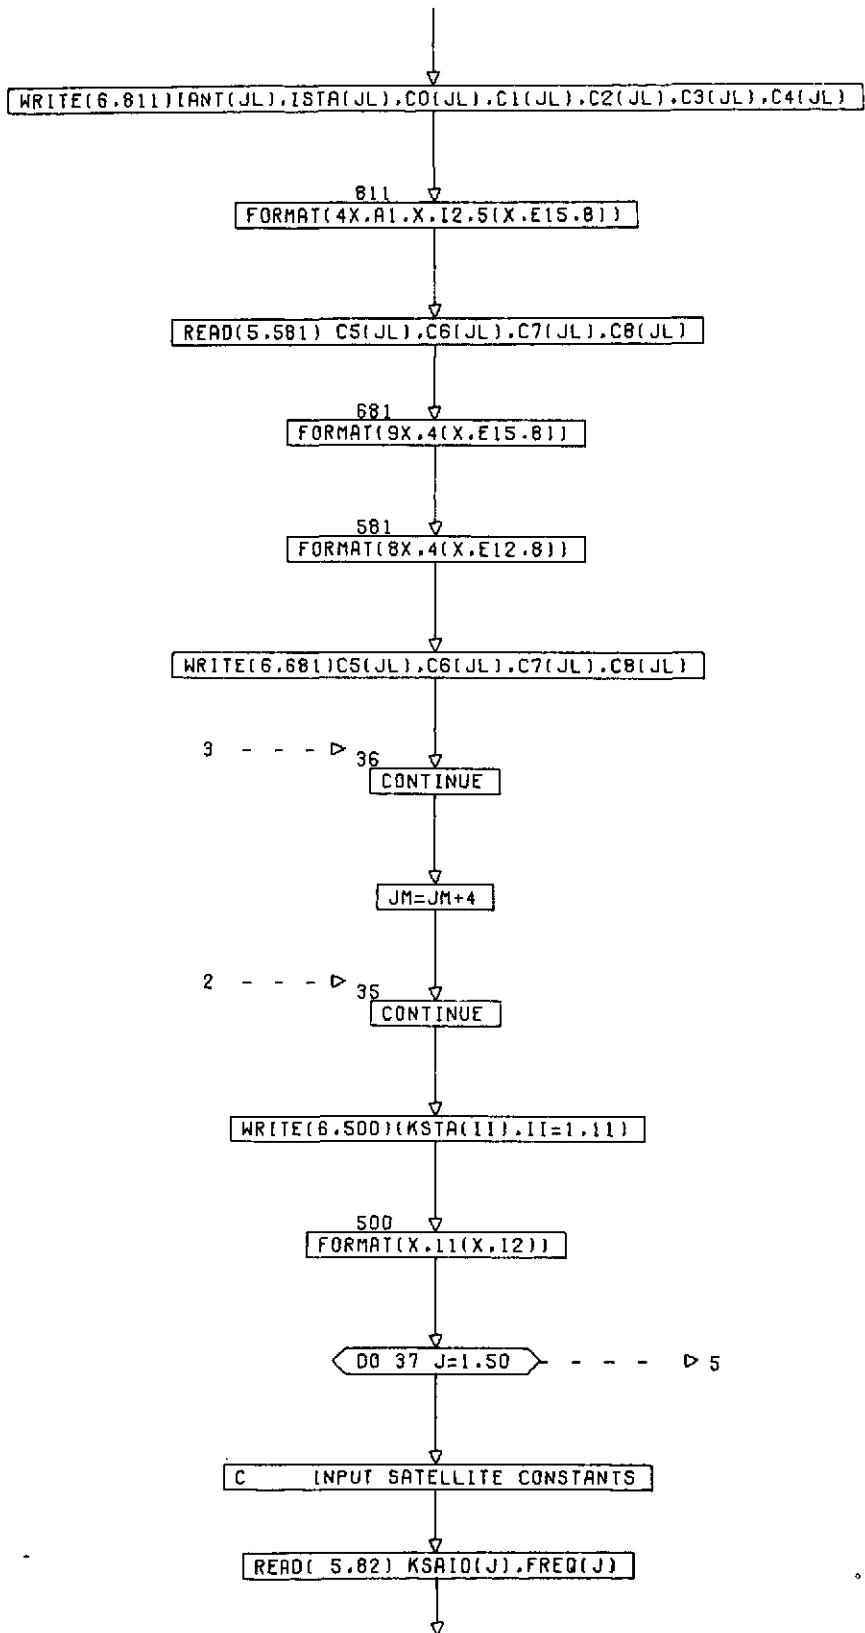 WRITE(6,811)IANT(JL),ISTA(JL),C0(JL),C1(JL),C2(JL),C3(JL),C4(JL)
811
FORMAT(4X,A1,X,I2,5(X,E15.8))
READ(5,581) C5(JL),C6(JL),C7(JL),C8(JL)
681
FORMAT(9X,4(X,E15.8))
581
FORMAT(8X,4(X,E12.8))
WRITE(6,681)C5(JL),C6(JL),C7(JL),C8(JL)
3 - - - ▷ 36
CONTINUE
JM=JM+4
2 - - - ▷ 35
CONTINUE
WRITE(6,500)(KSTA(II),II=1,11)
500
FORMAT(X,11(X,I2))
DO 37 J=1,50 - - - - ▷ 5
C INPUT SATELLITE CONSTANTS
READ( 5,82) KSAID(J),FREQ(J)